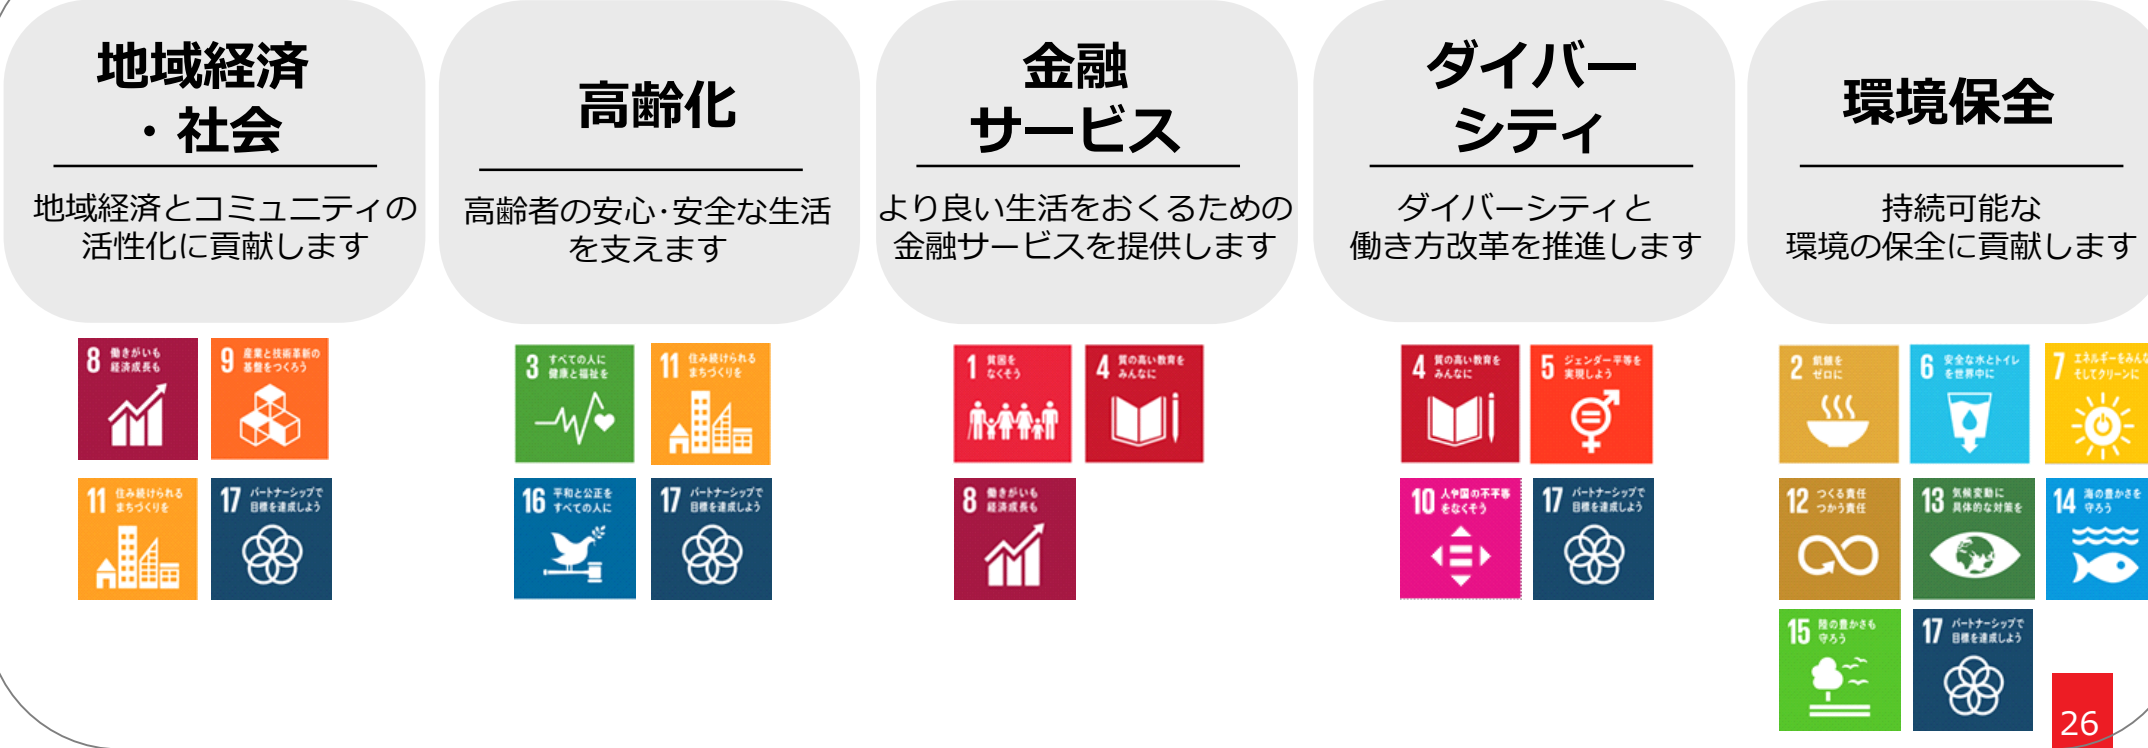 地域経済
・社会
地域経済とコミュニティの
活性化に貢献します
8 働きがいも
経済成長も
9 産業と技術革新の
基盤をつくろう
11 住み続けられる
まちづくりを
17 パートナーシップで
目標を達成しよう
高齢化
高齢者の安心・安全な生活
を支えます
3 すべての人に
健康と福祉を
11 住み続けられる
まちづくりを
16 平和と公正を
すべての人に
17 パートナーシップで
目標を達成しよう
金融
サービス
より良い生活をおくるための
金融サービスを提供します
1 貧困を
なくそう
4 質の高い教育を
みんなに
8 働きがいも
経済成長も
ダイバー
シティ
ダイバーシティと
働き方改革を推進します
4 質の高い教育を
みんなに
5 ジェンダー平等を
実現しよう
10 人や国の不平等
をなくそう
17 パートナーシップで
目標を達成しよう
環境保全
持続可能な
環境の保全に貢献します
2 飢餓を
ゼロに
6 安全な水とトイレ
を世界中に
7 エネルギーをみんな
そしてクリーンに
12 つくる責任
つかう責任
13 気候変動に
具体的な対策を
14 海の豊かさを
守ろう
15 陸の豊かさも
守ろう
17 パートナーシップで
目標を達成しよう
26